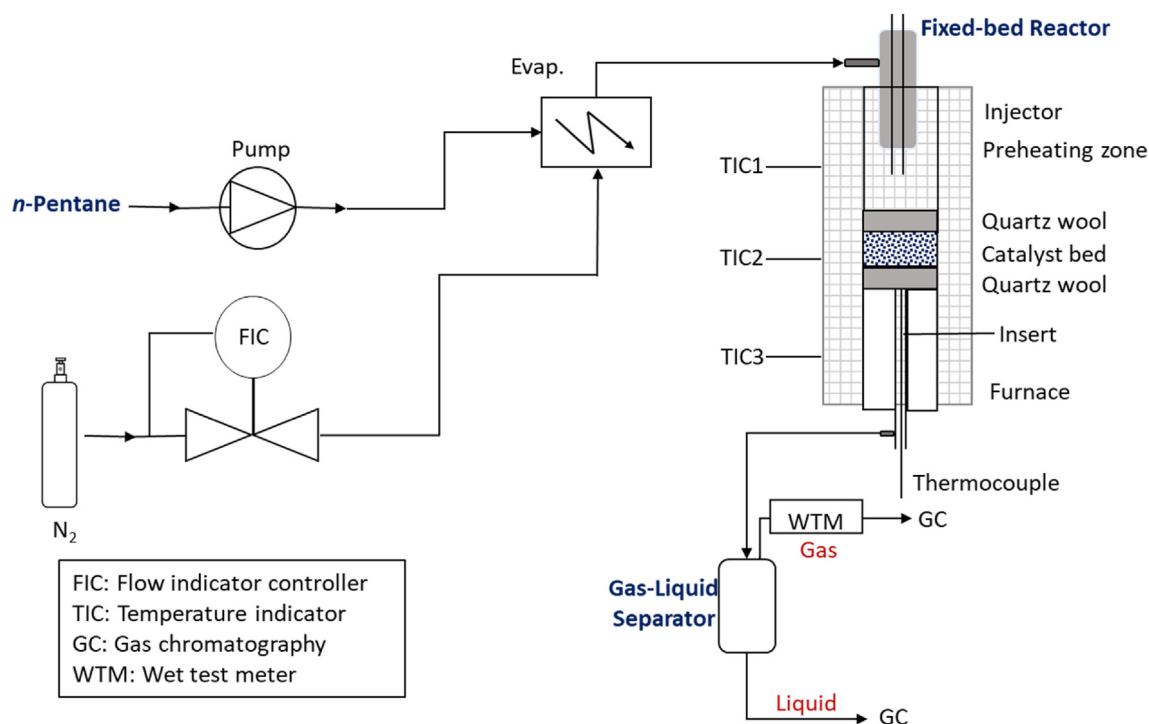 Fixed-bed Reactor
Evap.
Injector
Pump
Preheating zone
TIC1
n-Pentane
Quartz wool
TIC2
Catalyst bed
Quartz wool
FIC
Insert
TIC3
Furnace
Thermocouple
WTM
GC
N₂
Gas
FIC: Flow indicator controller
TIC: Temperature indicator
GC: Gas chromatography
WTM: Wet test meter
Gas-Liquid
Separator
Liquid
GC